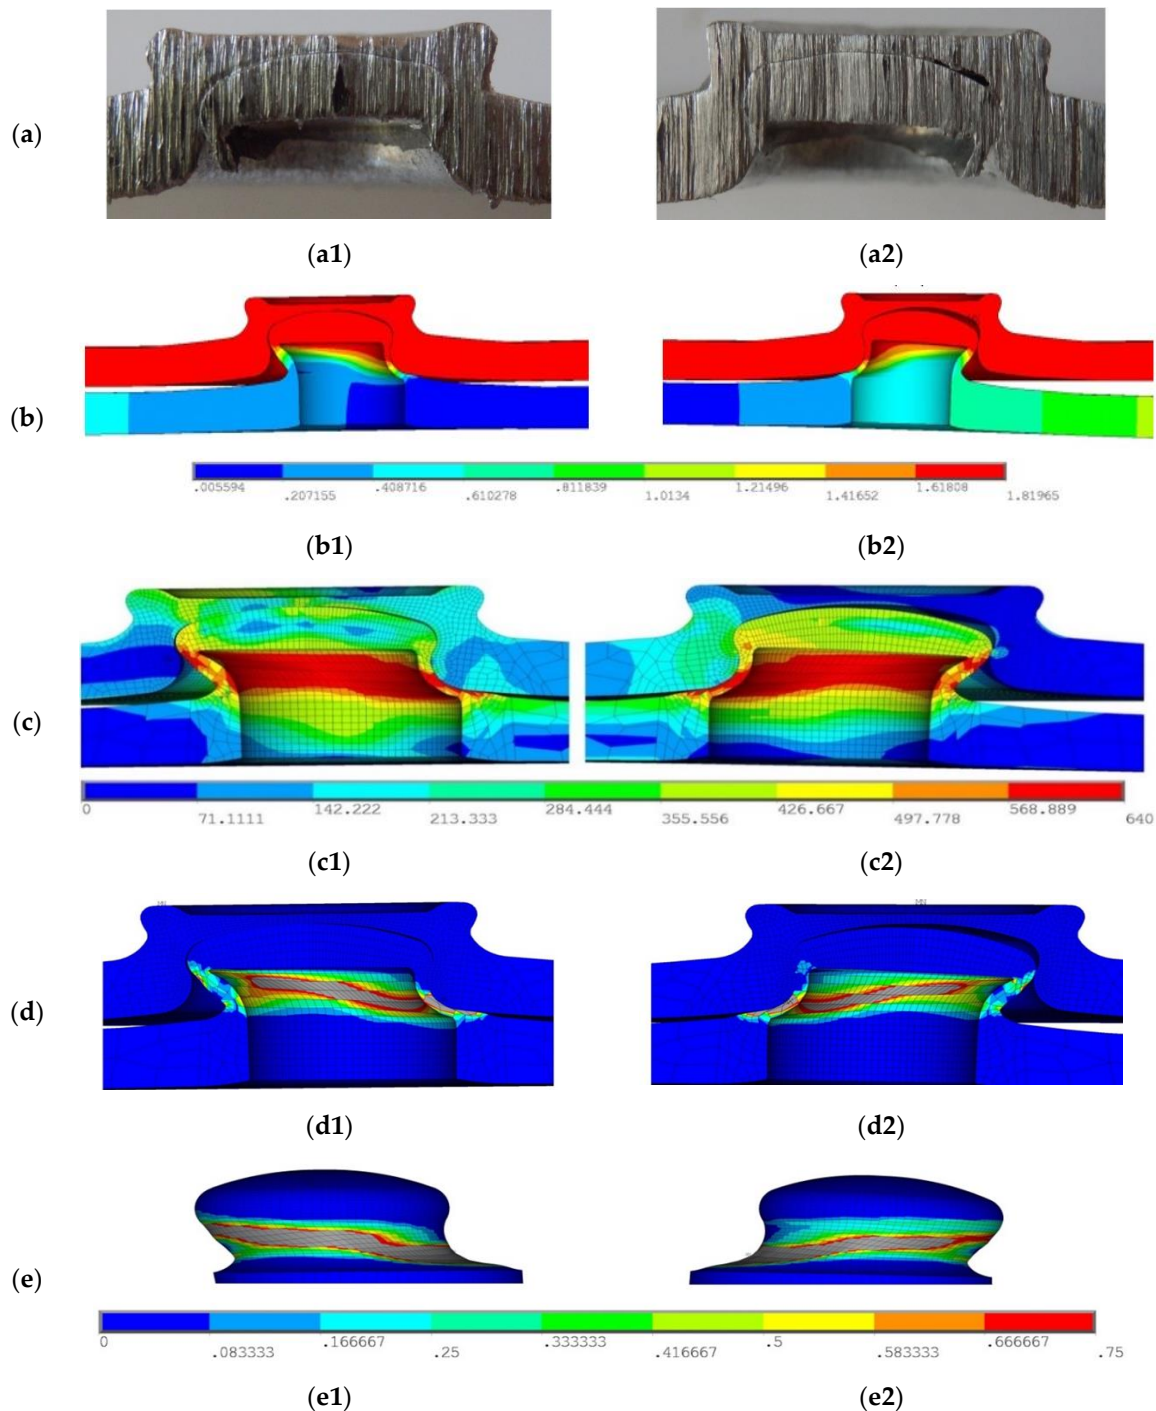 (a)
(a1) (a2)
(b)
.005594 .207155 .408716 .610278 .811839 1.0134 1.21496 1.41652 1.61808 1.81965
(b1) (b2)
(c)
0 71.1111 142.222 213.333 284.444 355.556 426.667 497.778 568.889 640
(c1) (c2)
MN MN
(d)
(d1) (d2)
(e)
0 .083333 .166667 .25 .333333 .416667 .5 .583333 .666667 .75
(e1) (e2)